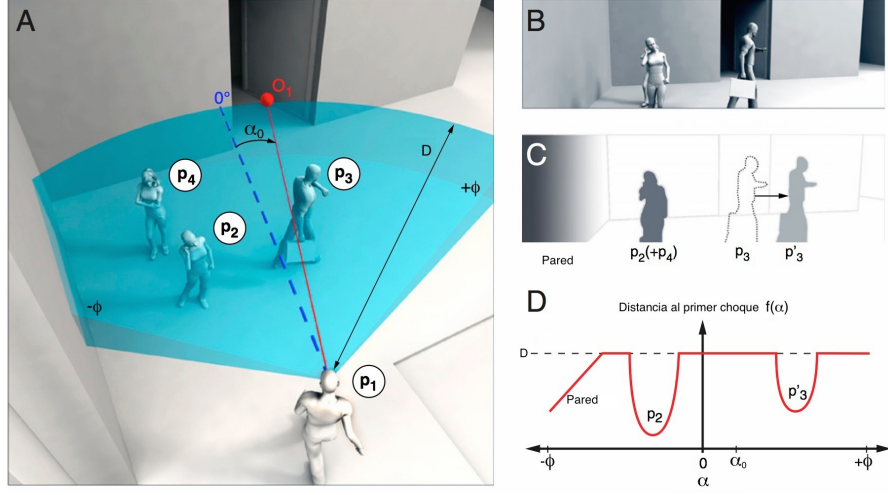 A
0°
O₁
α₀
D
+ϕ
p₄
p₃
p₂
-ϕ
p₁
B
C
Pared
p₂(+p₄)
p₃
p'₃
D
Distancia al primer choque f(α)
D
Pared
p₂
p'₃
-ϕ
0
α₀
+ϕ
α